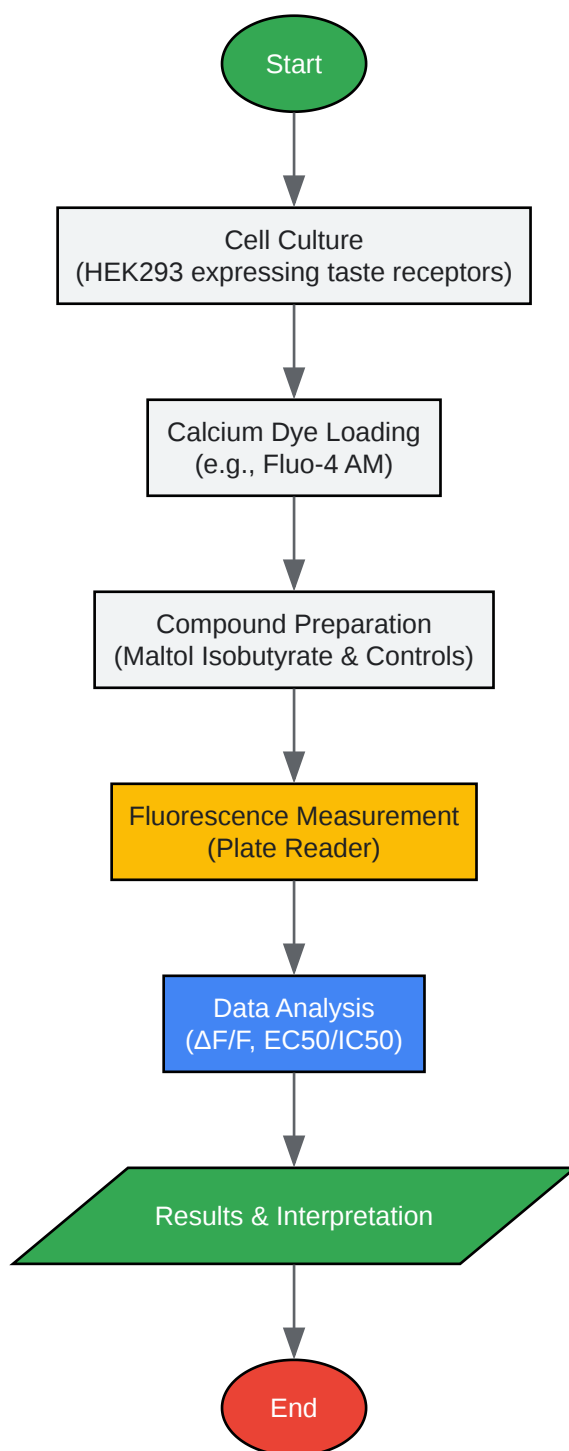 Start
Cell Culture
(HEK293 expressing taste receptors)
Calcium Dye Loading
(e.g., Fluo-4 AM)
Compound Preparation
(Maltol Isobutyrate & Controls)
Fluorescence Measurement
(Plate Reader)
Data Analysis
(ΔF/F, EC50/IC50)
Results & Interpretation
End